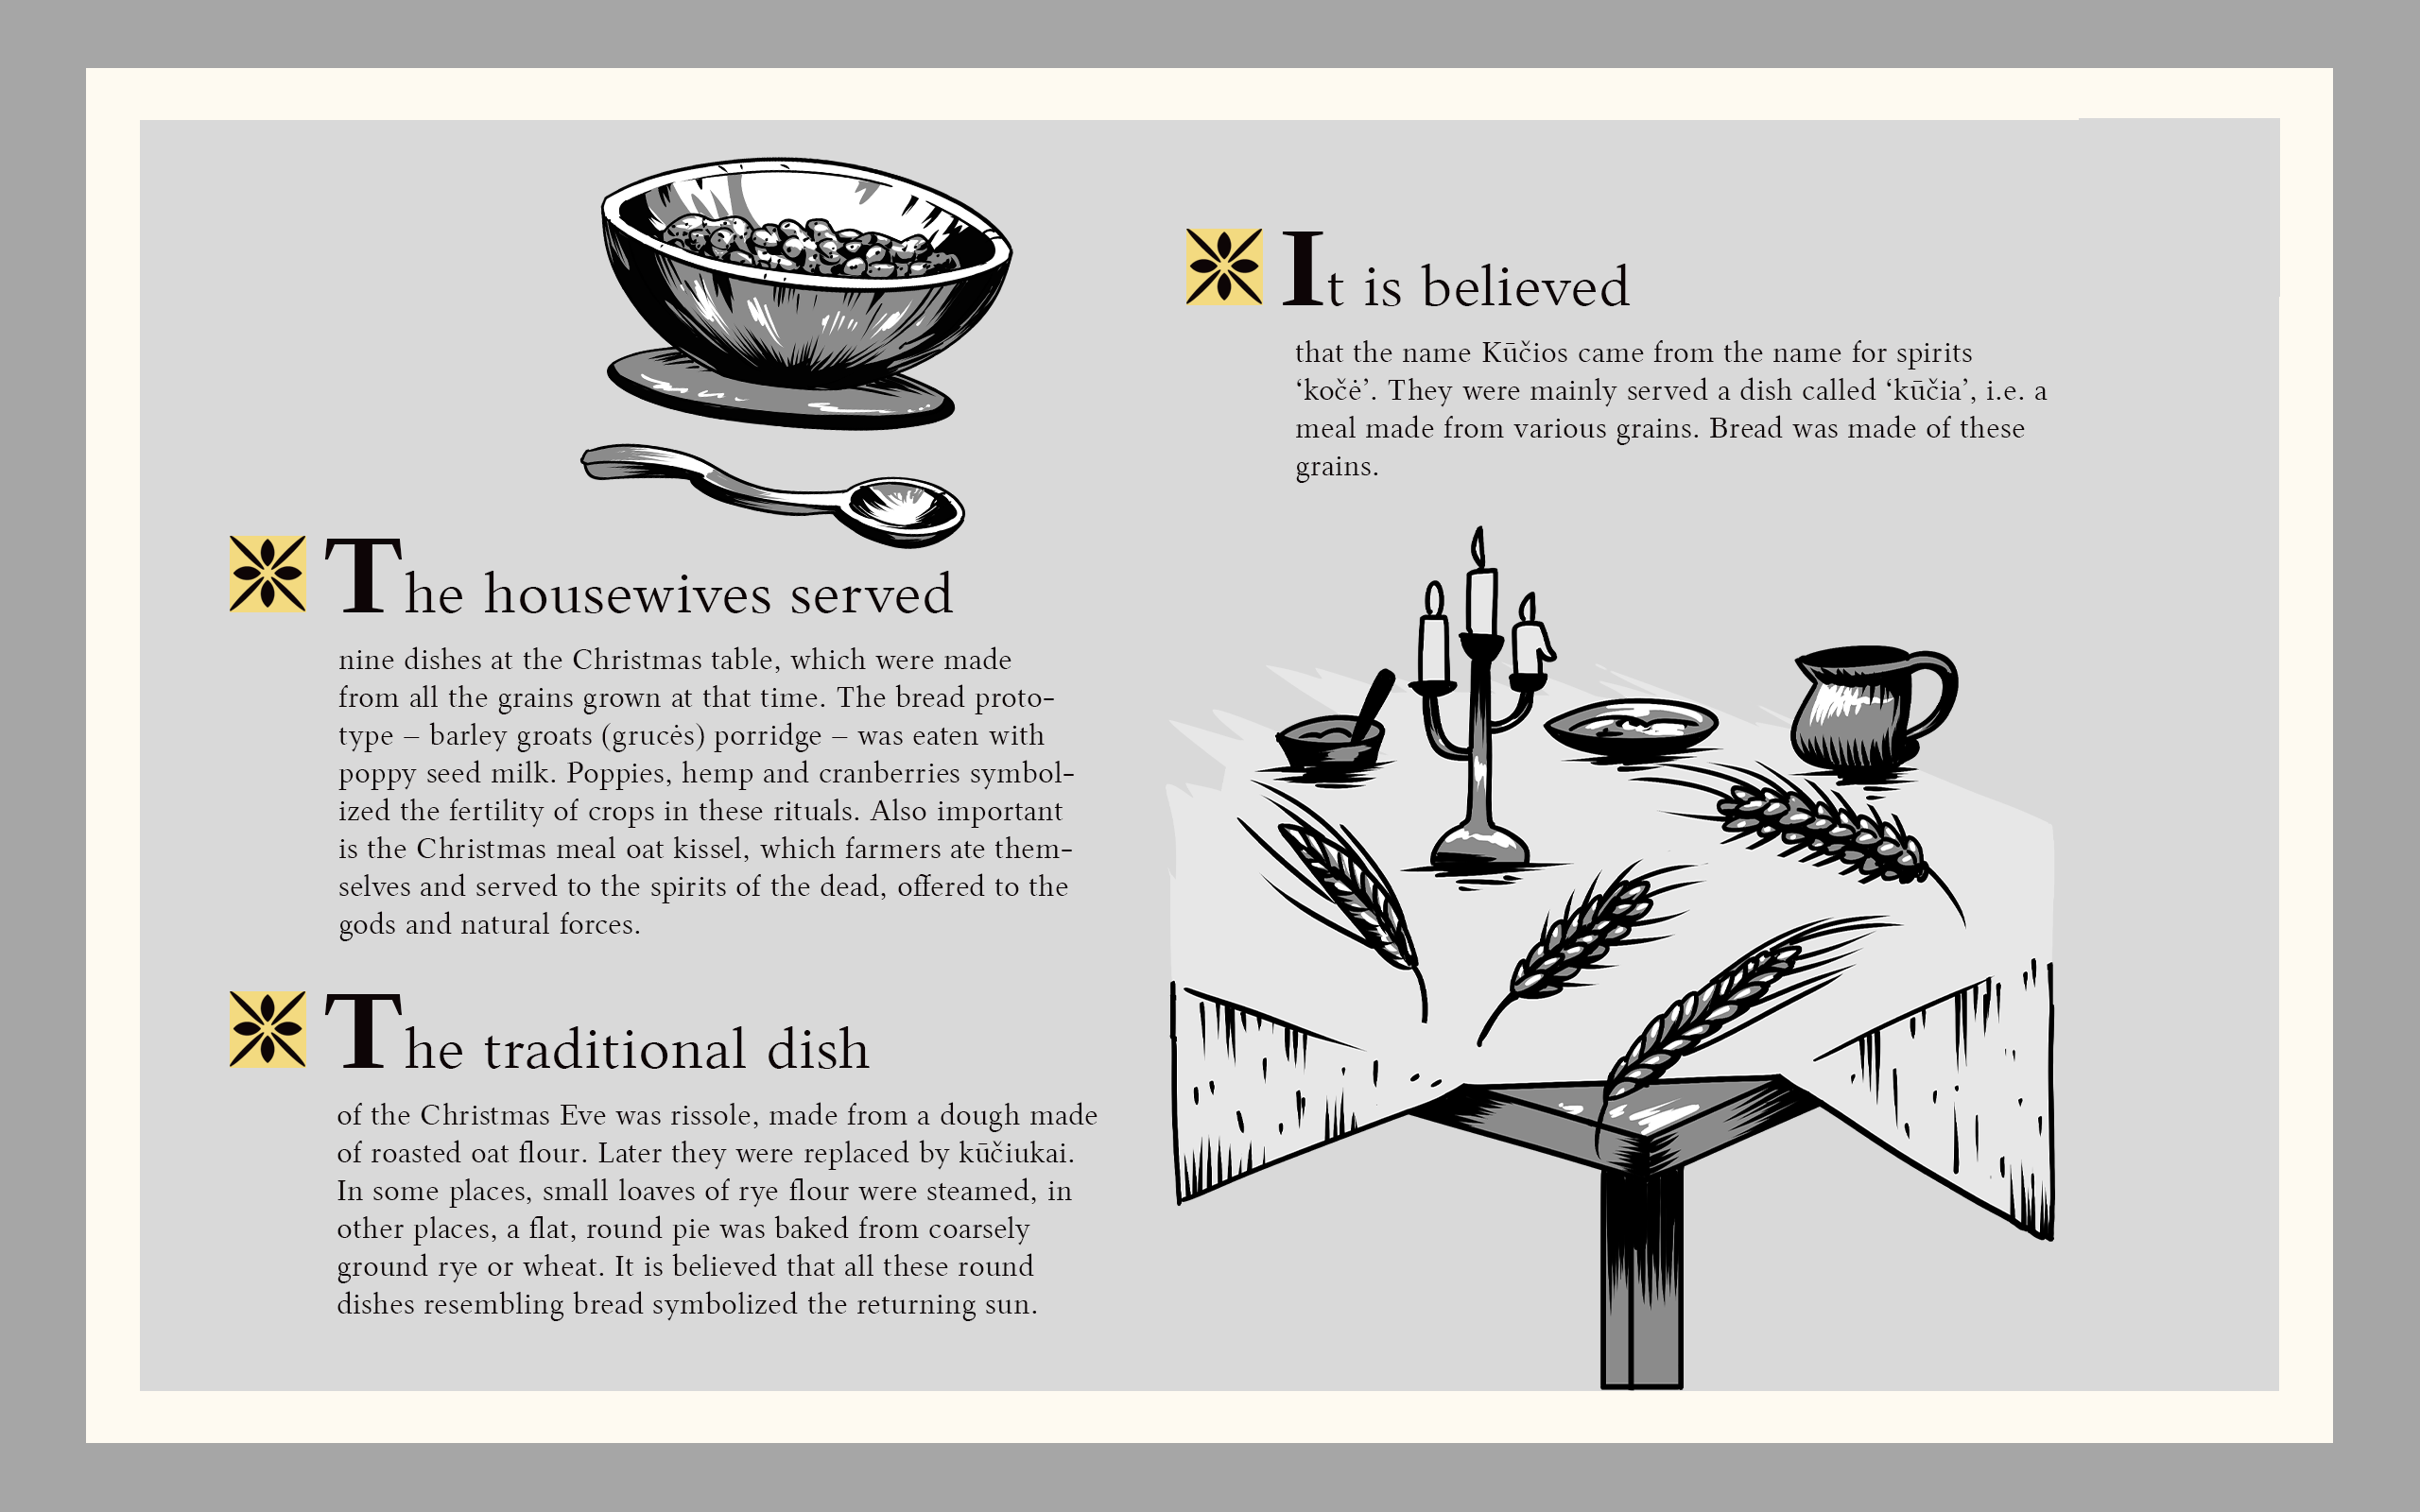 The housewives served
nine dishes at the Christmas table, which were made
from all the grains grown at that time. The bread proto-
type – barley groats (grucės) porridge – was eaten with
poppy seed milk. Poppies, hemp and cranberries symbol-
ized the fertility of crops in these rituals. Also important
is the Christmas meal oat kissel, which farmers ate them-
selves and served to the spirits of the dead, offered to the
gods and natural forces.
The traditional dish
of the Christmas Eve was rissole, made from a dough made
of roasted oat flour. Later they were replaced by kūčiukai.
In some places, small loaves of rye flour were steamed, in
other places, a flat, round pie was baked from coarsely
ground rye or wheat. It is believed that all these round
dishes resembling bread symbolized the returning sun.
It is believed
that the name Kūčios came from the name for spirits
‘kočė’. They were mainly served a dish called ‘kūčia’, i.e. a
meal made from various grains. Bread was made of these
grains.